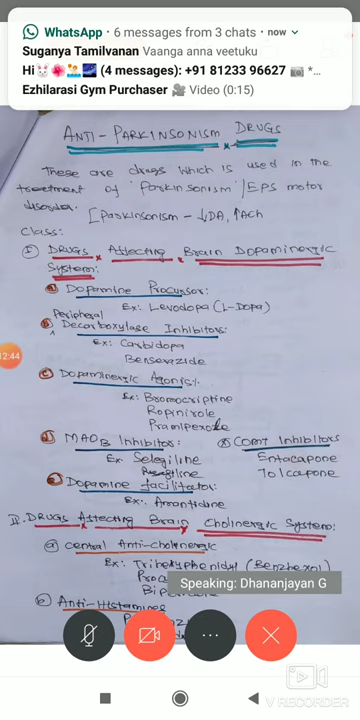 WhatsApp • 6 messages from 3 chats • now
Suganya Tamilvanan Vaanga anna veetuku
Hi🐰🌺🤽🌌 (4 messages): +91 81233 96627 📷 *...
Ezhilarasi Gym Purchaser 🎥 Video (0:15)
ANTI-PARKINSONISM DRUGS
These are drugs which is used in the
treatment of 'Parkinsonism' /EPS motor
disorder. [Parkinsonism - ↓DA, ↑Ach
Class:
I DRUGS Affecting Brain Dopaminergic
System:
a) Dopamine Precursor:
Ex: Levodopa (L-Dopa)
Peripheral
b) Decarboxylase Inhibitors:
Ex: Carbidopa
Benserazide
12:44
c) Dopaminergic Agonist:
Ex: Bromocriptine
Ropinirole
Pramipexole
d) MAOB Inhibitors:
Ex: Selegiline
COMT Inhibitors
Entacapone
Tolcapone
e) Dopamine facilitator:
Ex: Amantidine
II. DRUGS Affecting Brain Cholinergic System:
a) Central Anti-cholinergic
Ex: Trihexyphenidyl (Benzhexol)
Speaking: Dhananjayan G
b) Anti-Histamines
V RECORDER